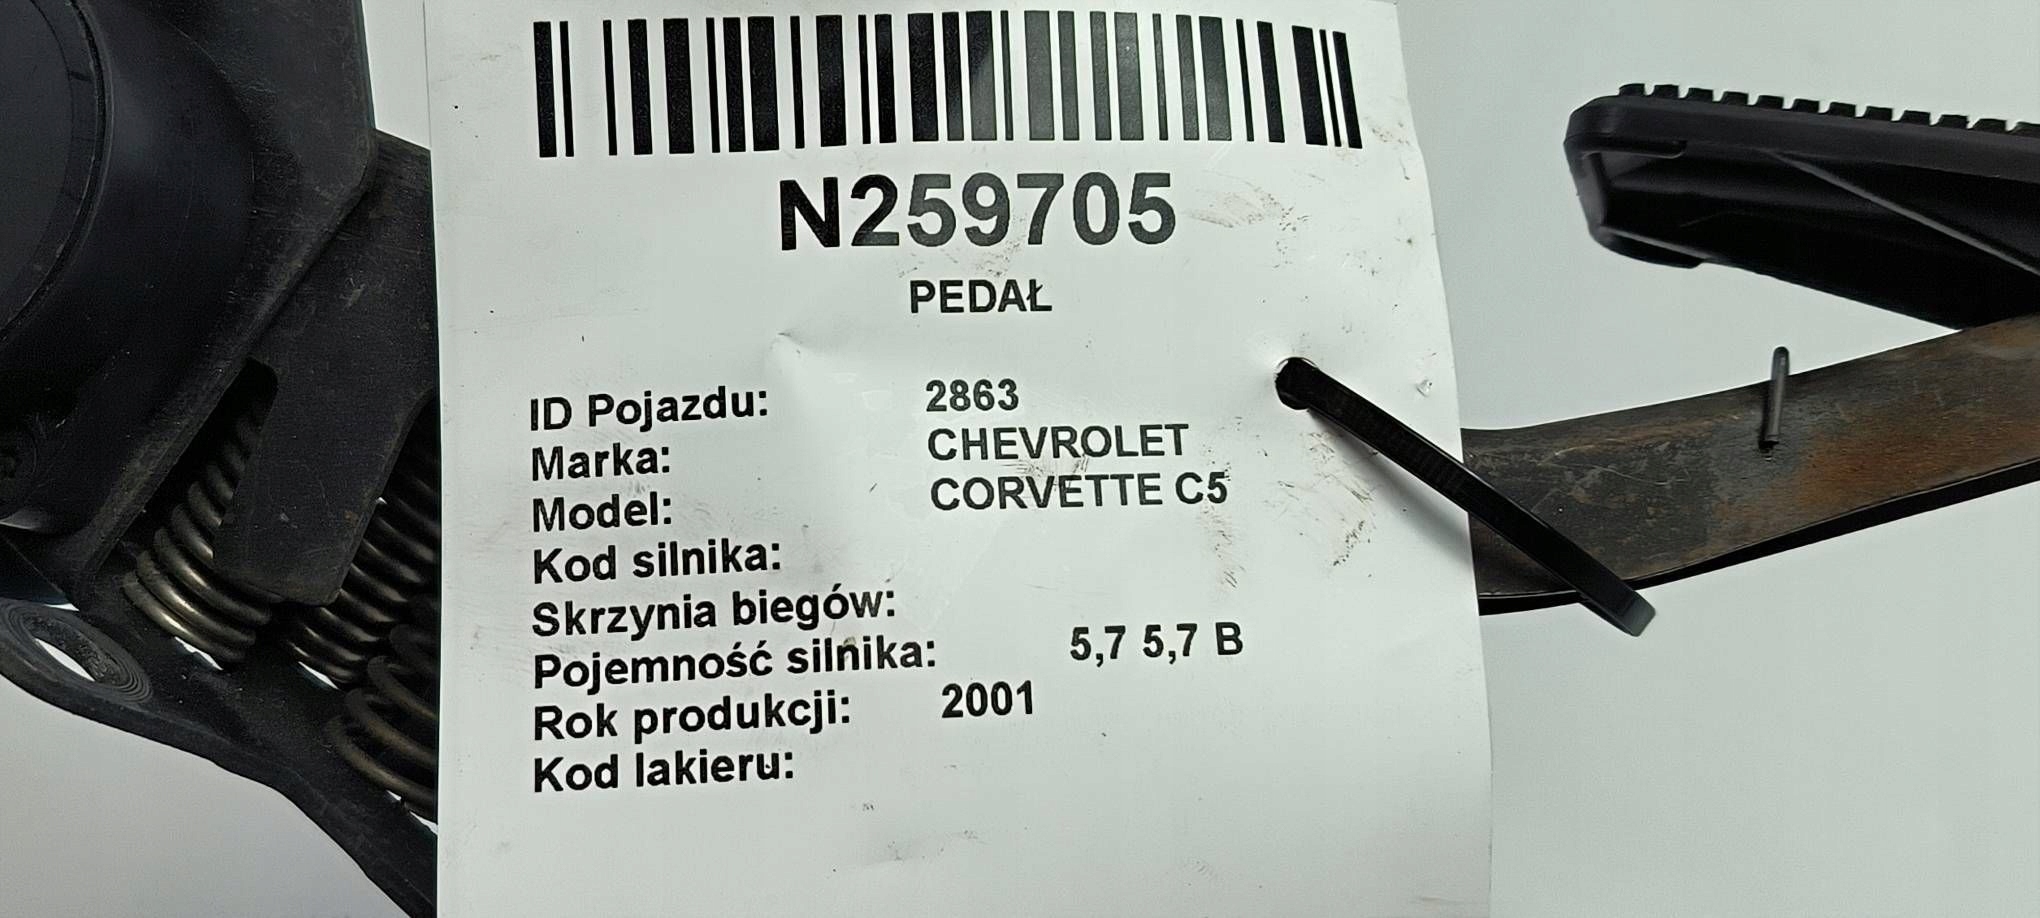 N259705
PEDAŁ
ID Pojazdu: 2863
Marka: CHEVROLET
Model: CORVETTE C5
Kod silnika:
Skrzynia biegów:
Pojemność silnika: 5,7 5,7 B
Rok produkcji: 2001
Kod lakieru: